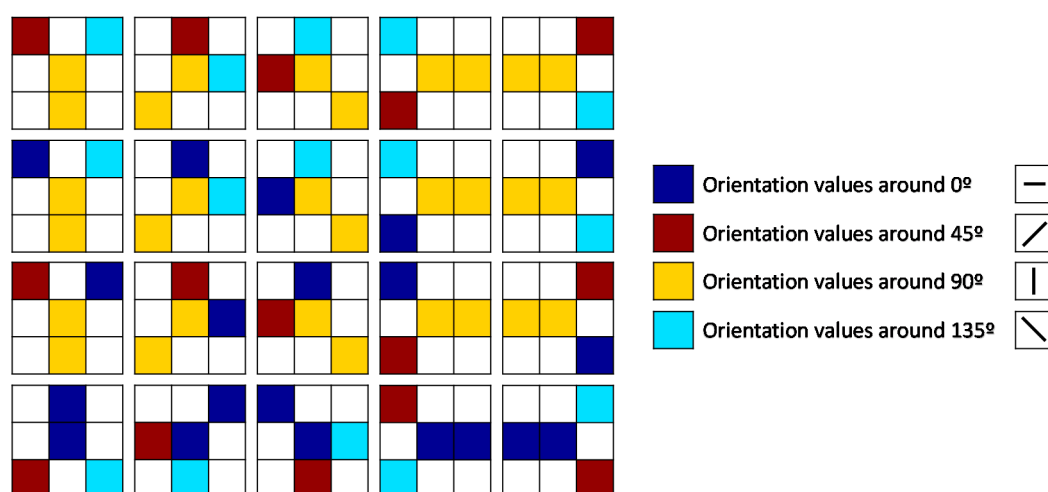 Orientation values around 0º
Orientation values around 45º
Orientation values around 90º
Orientation values around 135º